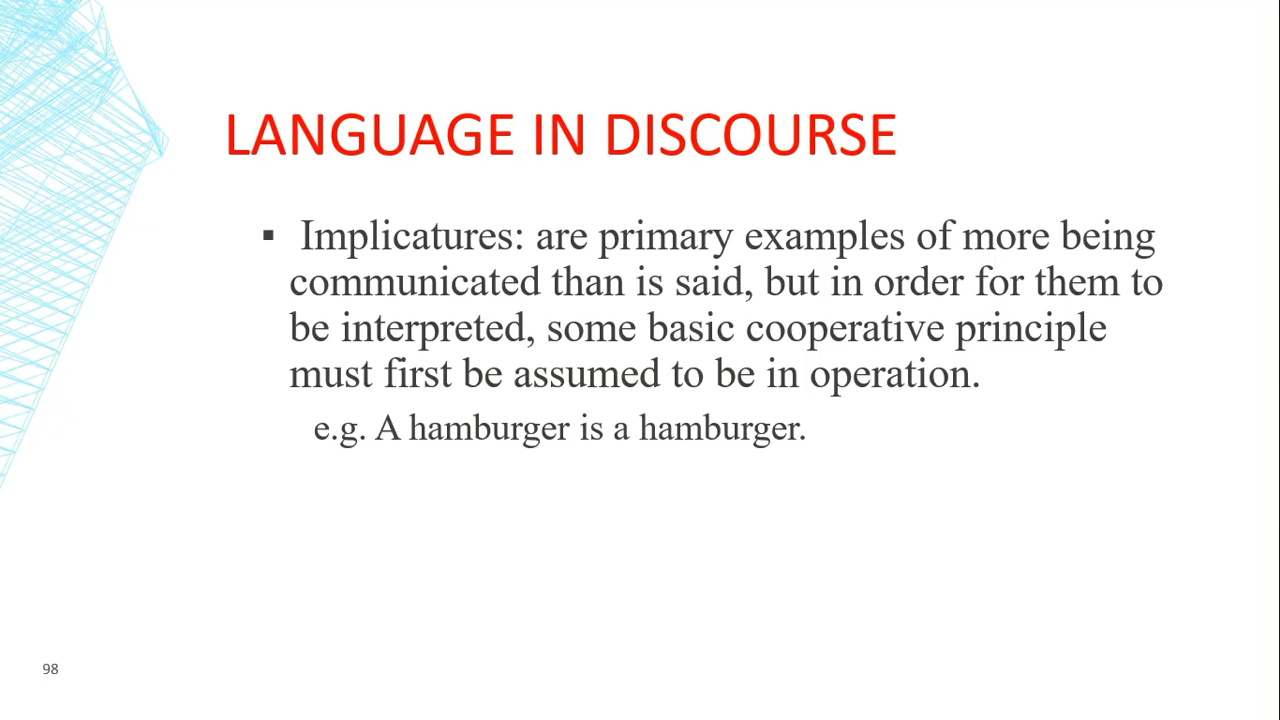 LANGUAGE IN DISCOURSE
▪ Implicatures: are primary examples of more being
communicated than is said, but in order for them to
be interpreted, some basic cooperative principle
must first be assumed to be in operation.
e.g. A hamburger is a hamburger.
98